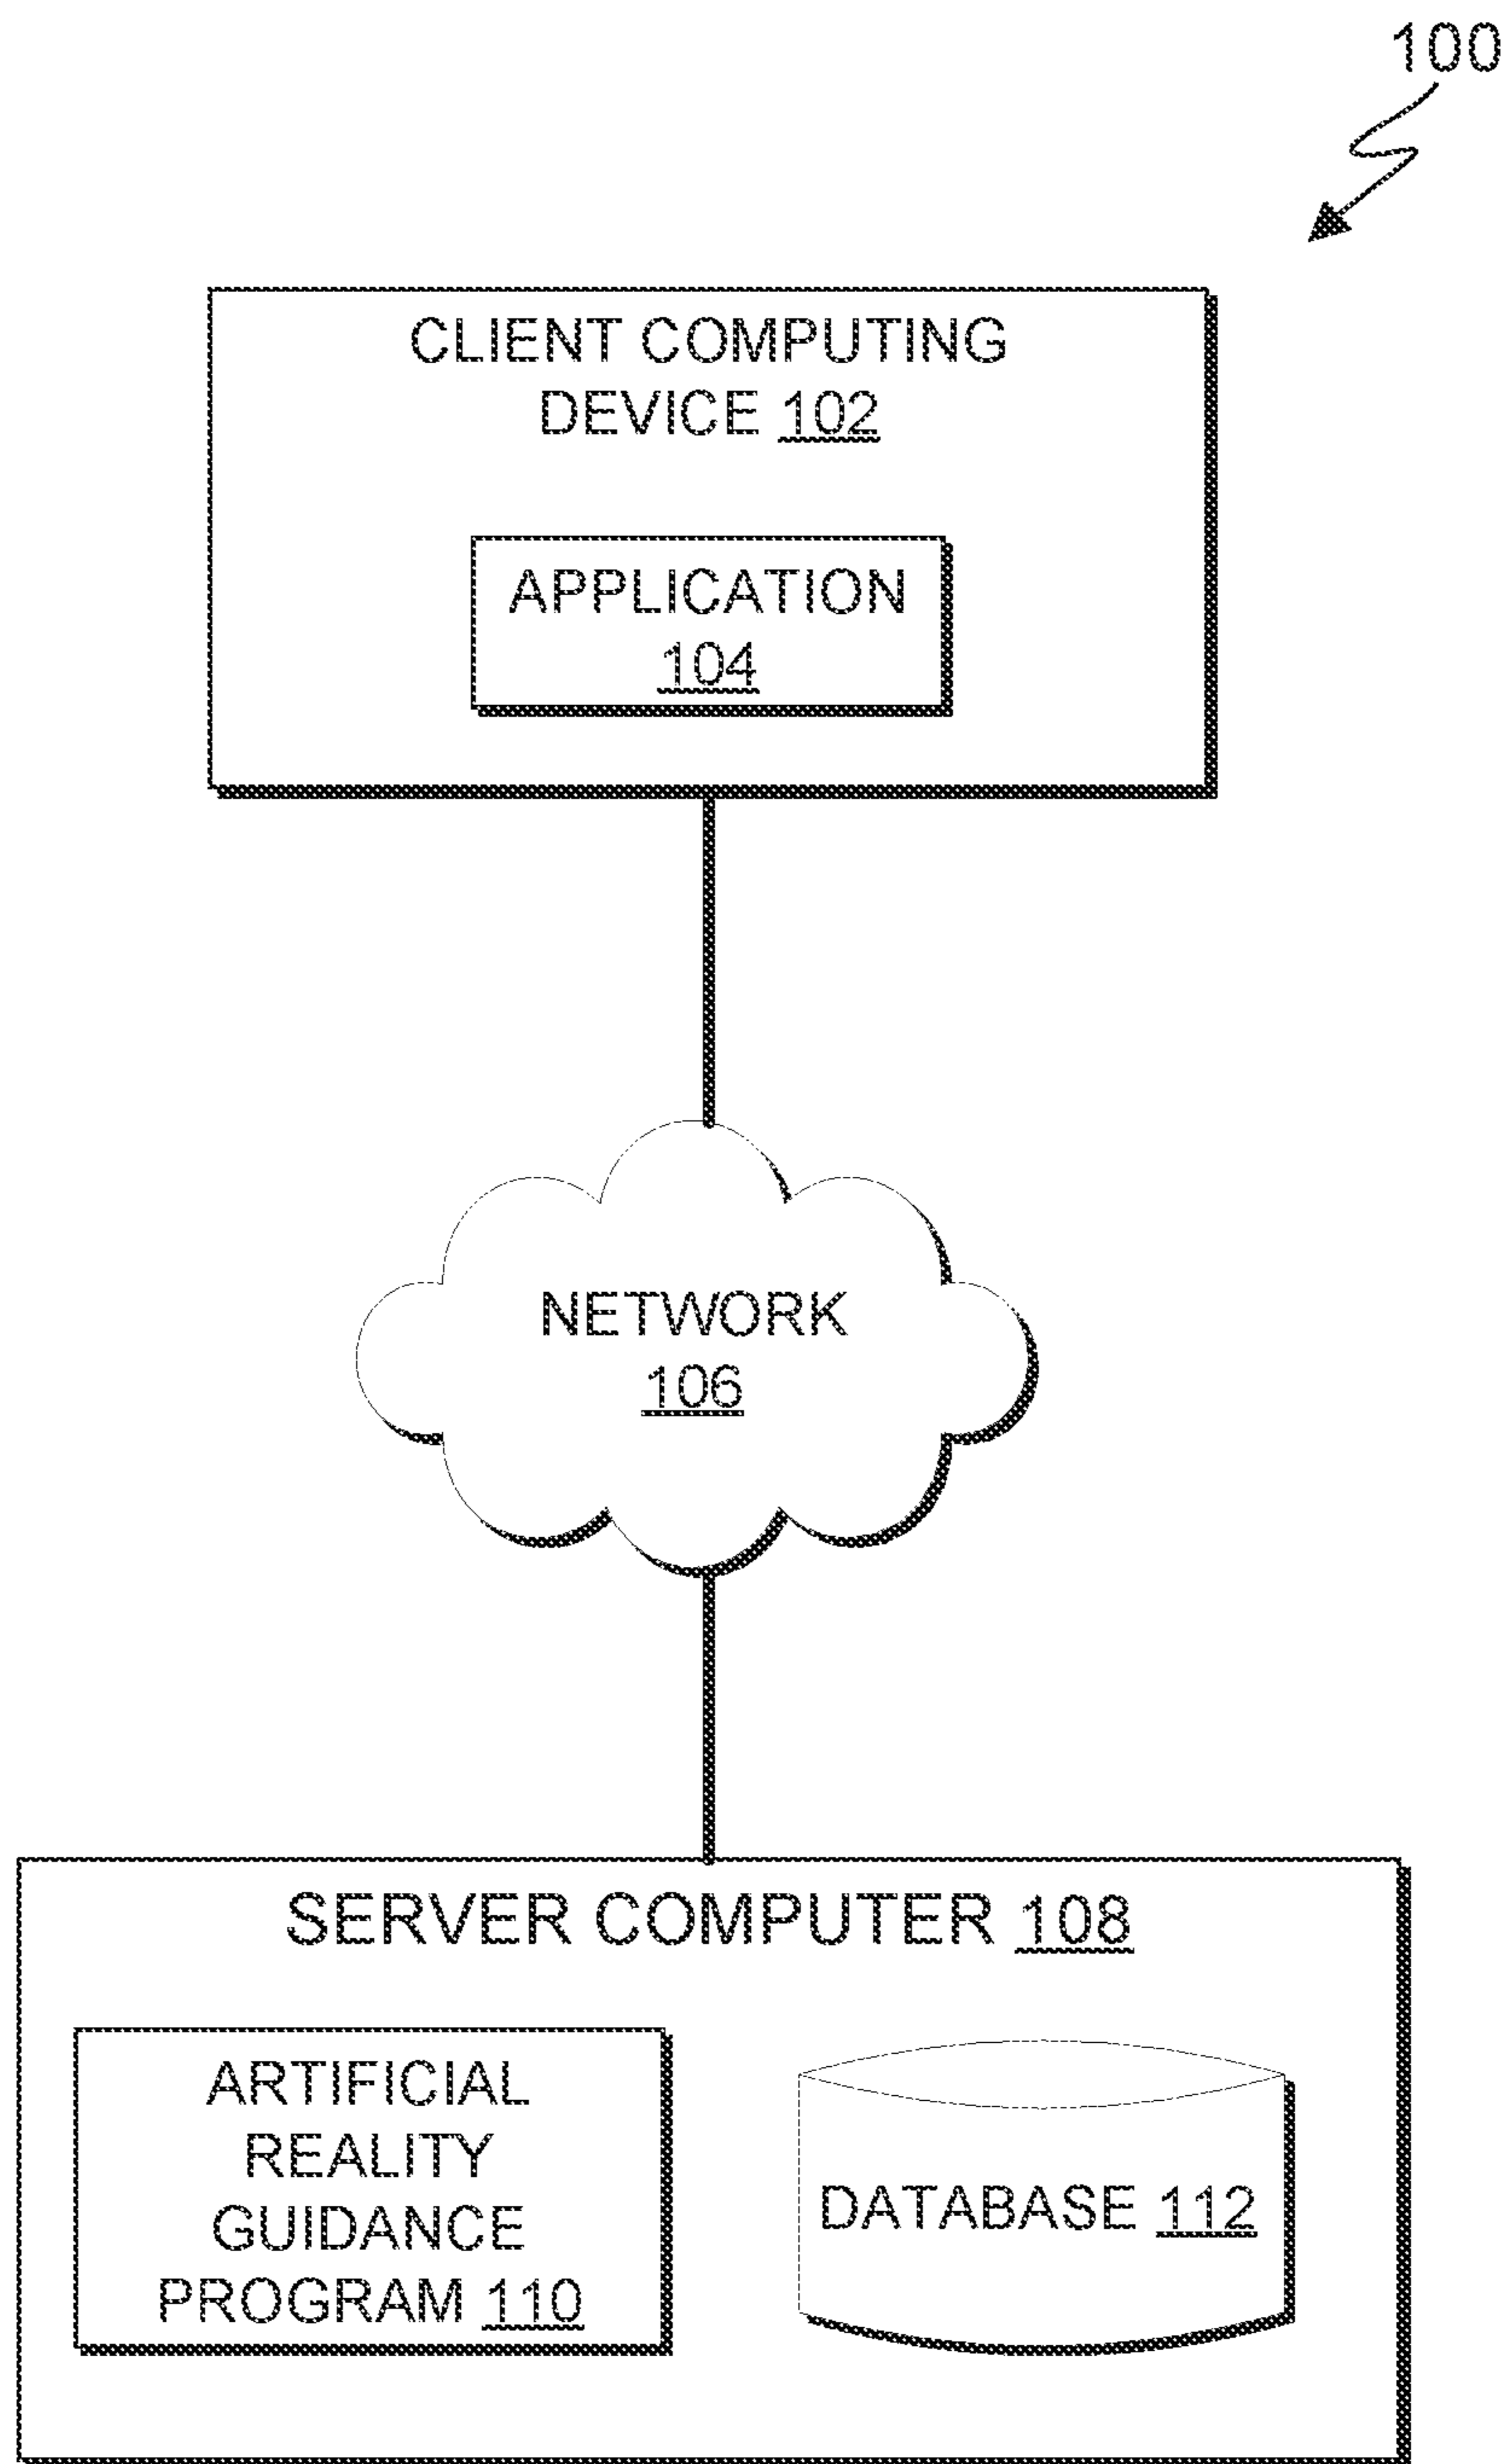 100
CLIENT COMPUTING
DEVICE 102
APPLICATION
104
NETWORK
106
SERVER COMPUTER 108
ARTIFICIAL
REALITY
GUIDANCE
PROGRAM 110
DATABASE 112